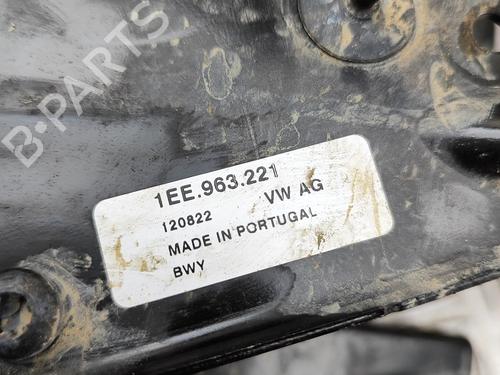 B-PARTS
1EE.963.221
120822 VW AG
MADE IN PORTUGAL
BWY